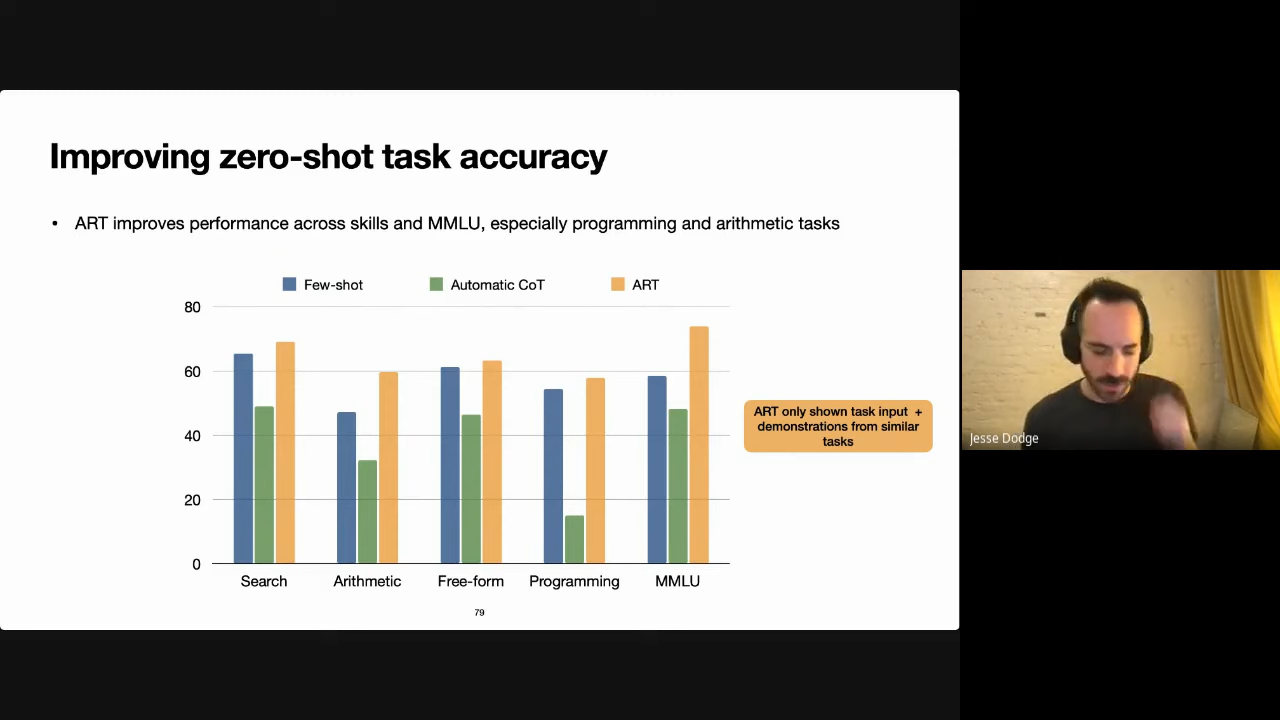 Improving zero-shot task accuracy
• ART improves performance across skills and MMLU, especially programming and arithmetic tasks
Few-shot Automatic CoT ART
80
60
40
20
0
Search Arithmetic Free-form Programming MMLU
ART only shown task input +
demonstrations from similar
tasks
79
Jesse Dodge